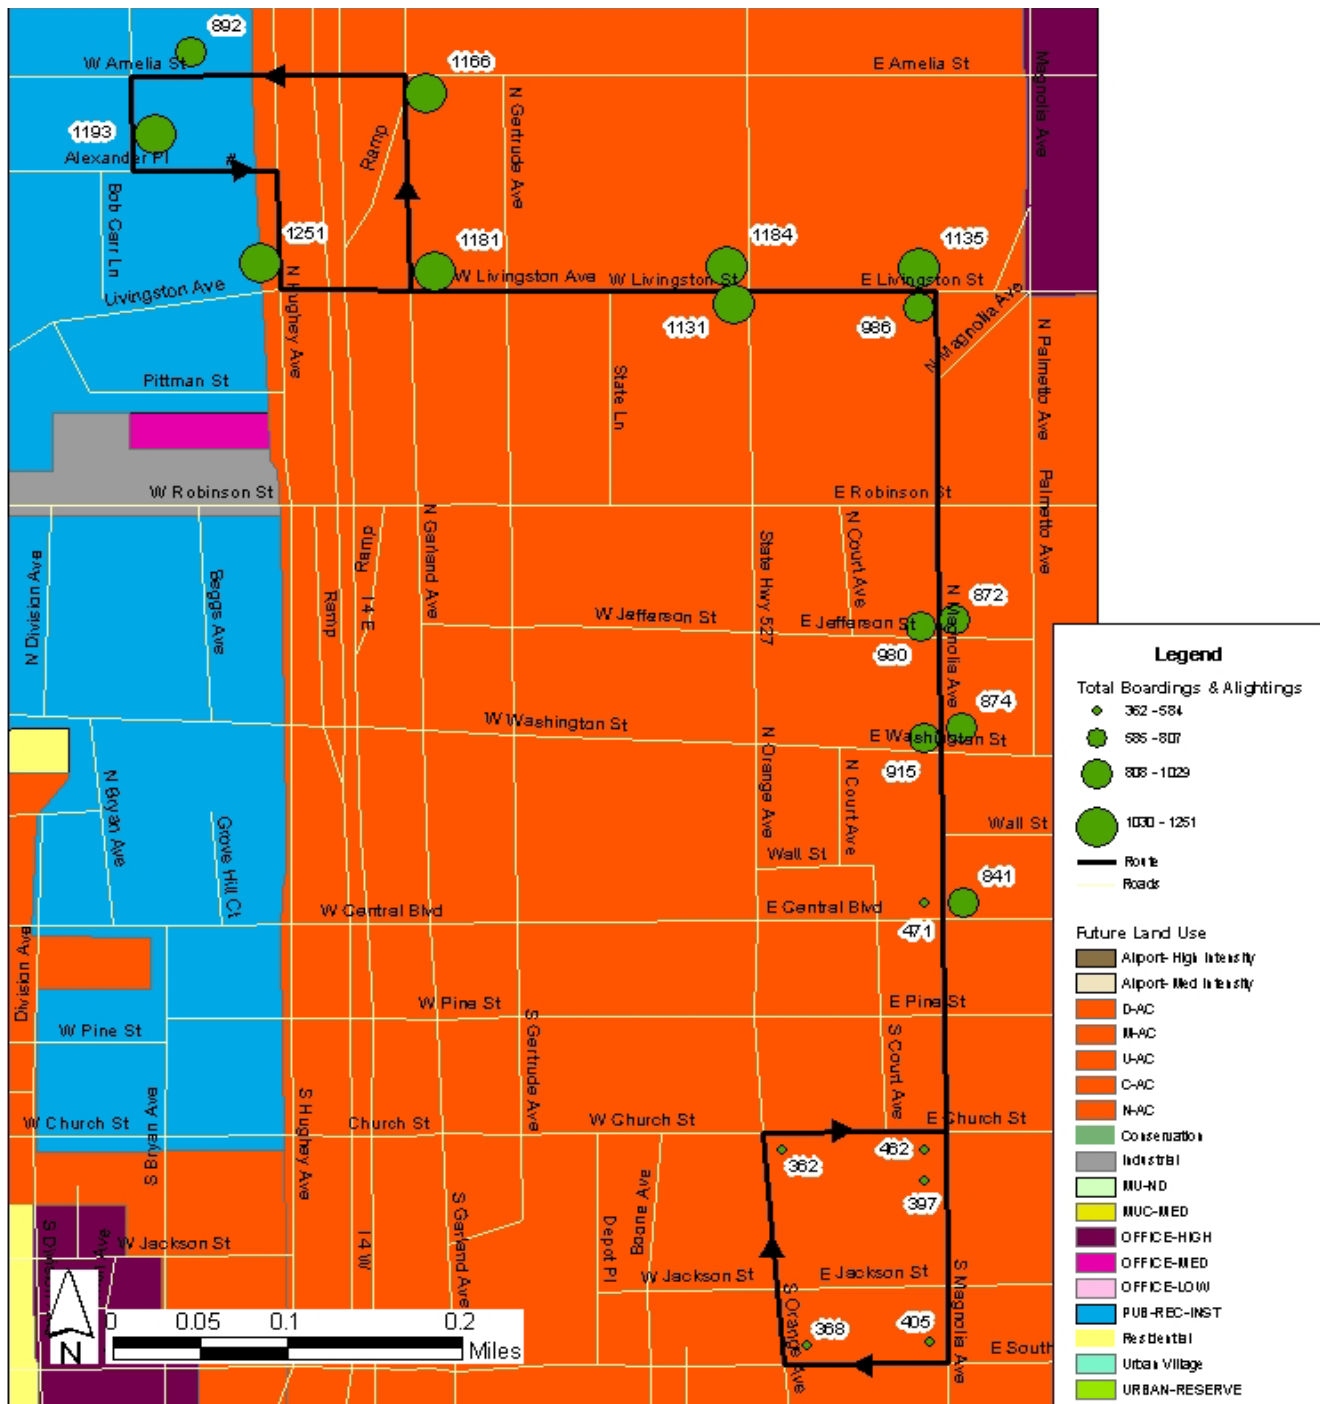 892
W Amelia St
1166
E Amelia St
Magnolia Ave
N Gertrude Ave
1193
Ramp
Alexander Pl
#
Bob Carr Ln
1251
1181
1184
1135
W Livingston Ave
W Livingston St
E Livingston St
Livingston Ave
N Hughey Ave
1131
986
N Magnolia Ave
N Palmetto Ave
Pittman St
State Ln
W Robinson St
E Robinson St
Palmetto Ave
N Division Ave
Beggs Ave
Ramp
Ramp
I 4 E
N Garland Ave
State Hwy 527
N Court Ave
N Magnolia Ave
872
W Jefferson St
E Jefferson St
980
874
W Washington St
E Washington St
915
N Orange Ave
N Court Ave
N Bryan Ave
Grove Hill Ct
Wall St
Wall St
841
W Central Blvd
E Central Blvd
471
Division Ave
W Pine St
E Pine St
W Pine St
S Gertrude Ave
S Court Ave
W Church St
Church St
W Church St
E Church St
S Bryan Ave
S Hughey Ave
362
462
397
Boone Ave
Depot Pl
S Garland Ave
I 4 W
W Jackson St
W Jackson St
E Jackson St
S Orange Ave
S Magnolia Ave
368
405
E South
0 0.05 0.1 0.2
Miles
N
Legend
Total Boardings & Alightings
362 - 584
585 - 807
808 - 1029
1030 - 1251
Route
Roads
Future Land Use
Airport-High Intensity
Airport-Med Intensity
D-AC
M-AC
U-AC
C-AC
N-AC
Conservation
Industrial
MU-ND
MUC-MED
OFFICE-HIGH
OFFICE-MED
OFFICE-LOW
PUB-REC-INST
Residential
Urban Village
URBAN-RESERVE